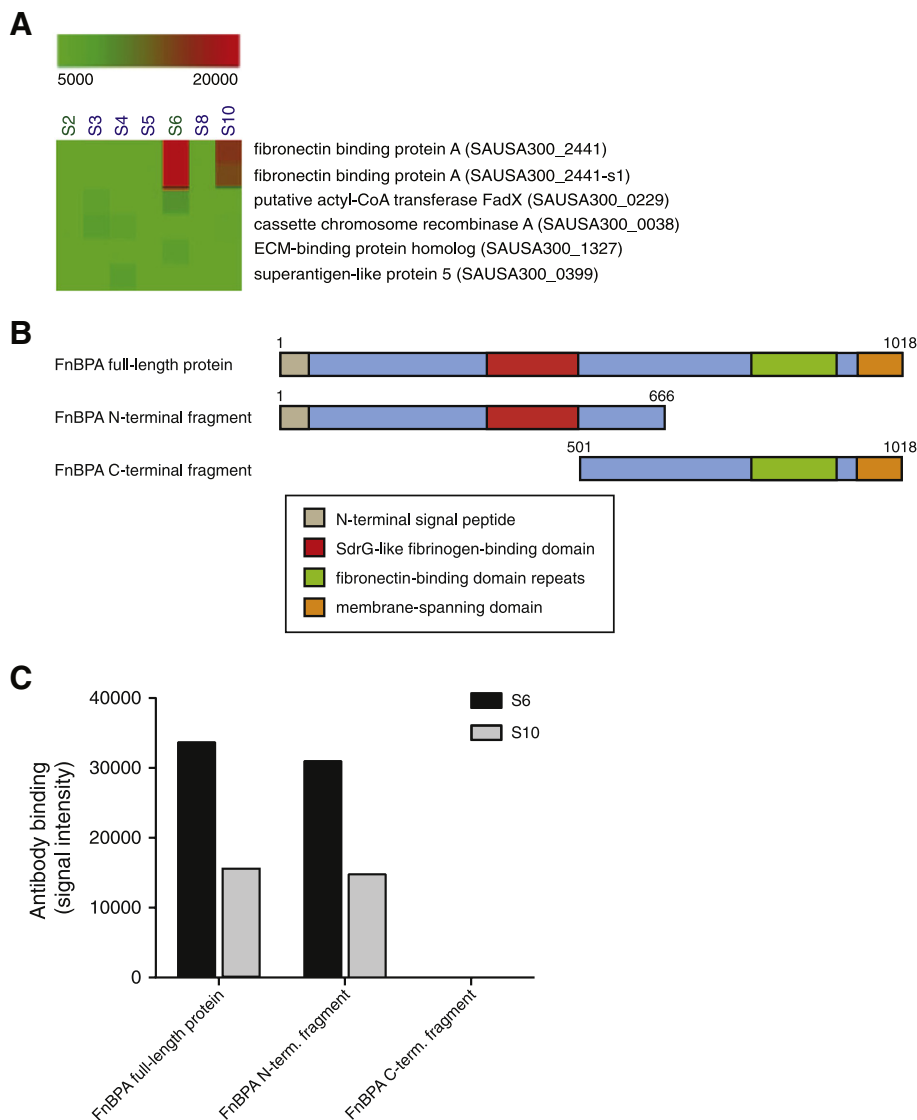 A
5000 20000
S2 S3 S4 S5 S6 S8 S10
fibronectin binding protein A (SAUSA300_2441)
fibronectin binding protein A (SAUSA300_2441-s1)
putative actyl-CoA transferase FadX (SAUSA300_0229)
cassette chromosome recombinase A (SAUSA300_0038)
ECM-binding protein homolog (SAUSA300_1327)
superantigen-like protein 5 (SAUSA300_0399)
B
1 1018
FnBPA full-length protein
1 666
FnBPA N-terminal fragment
501 1018
FnBPA C-terminal fragment
N-terminal signal peptide
SdrG-like fibrinogen-binding domain
fibronectin-binding domain repeats
membrane-spanning domain
C
Antibody binding
(signal intensity)
40000
30000
20000
10000
0
S6
S10
FnBPA full-length protein
FnBPA N-term. fragment
FnBPA C-term. fragment